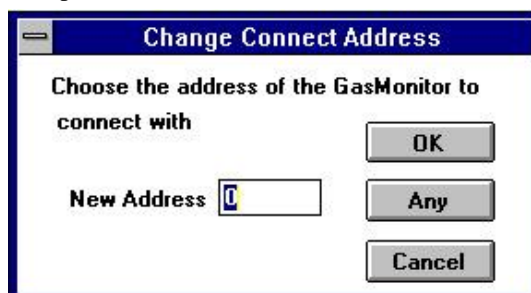 Change Connect Address
Choose the address of the GasMonitor to
connect with
OK
New Address 0
Any
Cancel